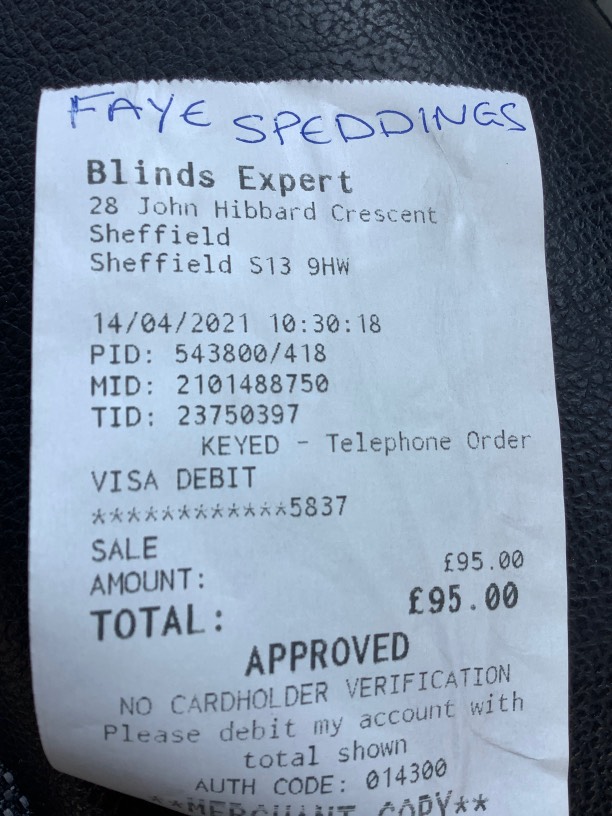 FAYE SPEDDINGS
Blinds Expert
28 John Hibbard Crescent
Sheffield
Sheffield S13 9HW
14/04/2021 10:30:18
PID: 543800/418
MID: 2101488750
TID: 23750397
KEYED - Telephone Order
VISA DEBIT
************5837
SALE
AMOUNT: £95.00
TOTAL: £95.00
APPROVED
NO CARDHOLDER VERIFICATION
Please debit my account with
total shown
AUTH CODE: 014300
**MERCHANT COPY**